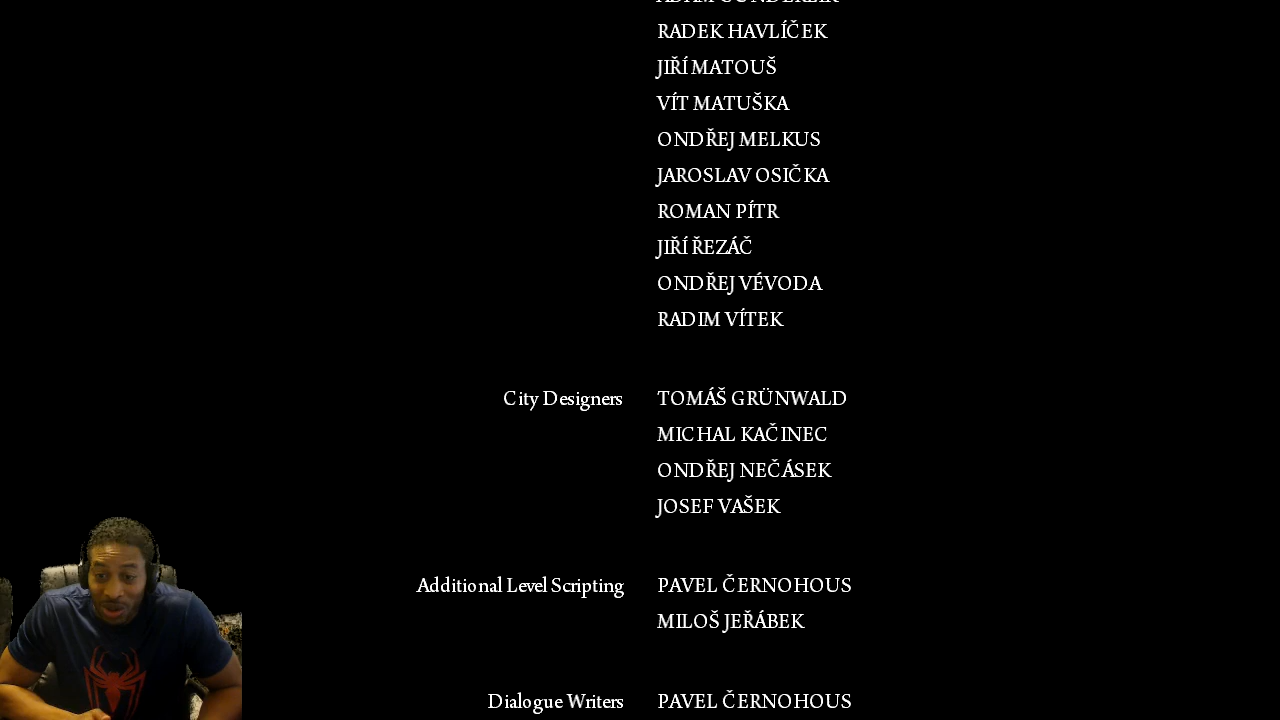 RADEK HAVLÍČEK
JIŘÍ MATOUŠ
VÍT MATUŠKA
ONDŘEJ MELKUS
JAROSLAV OSIČKA
ROMAN PÍTR
JIŘÍ ŘEZÁČ
ONDŘEJ VÉVODA
RADIM VÍTEK
City Designers TOMÁŠ GRÜNWALD
MICHAL KAČINEC
ONDŘEJ NEČÁSEK
JOSEF VAŠEK
Additional Level Scripting PAVEL ČERNOHOUS
MILOŠ JEŘÁBEK
Dialogue Writers PAVEL ČERNOHOUS